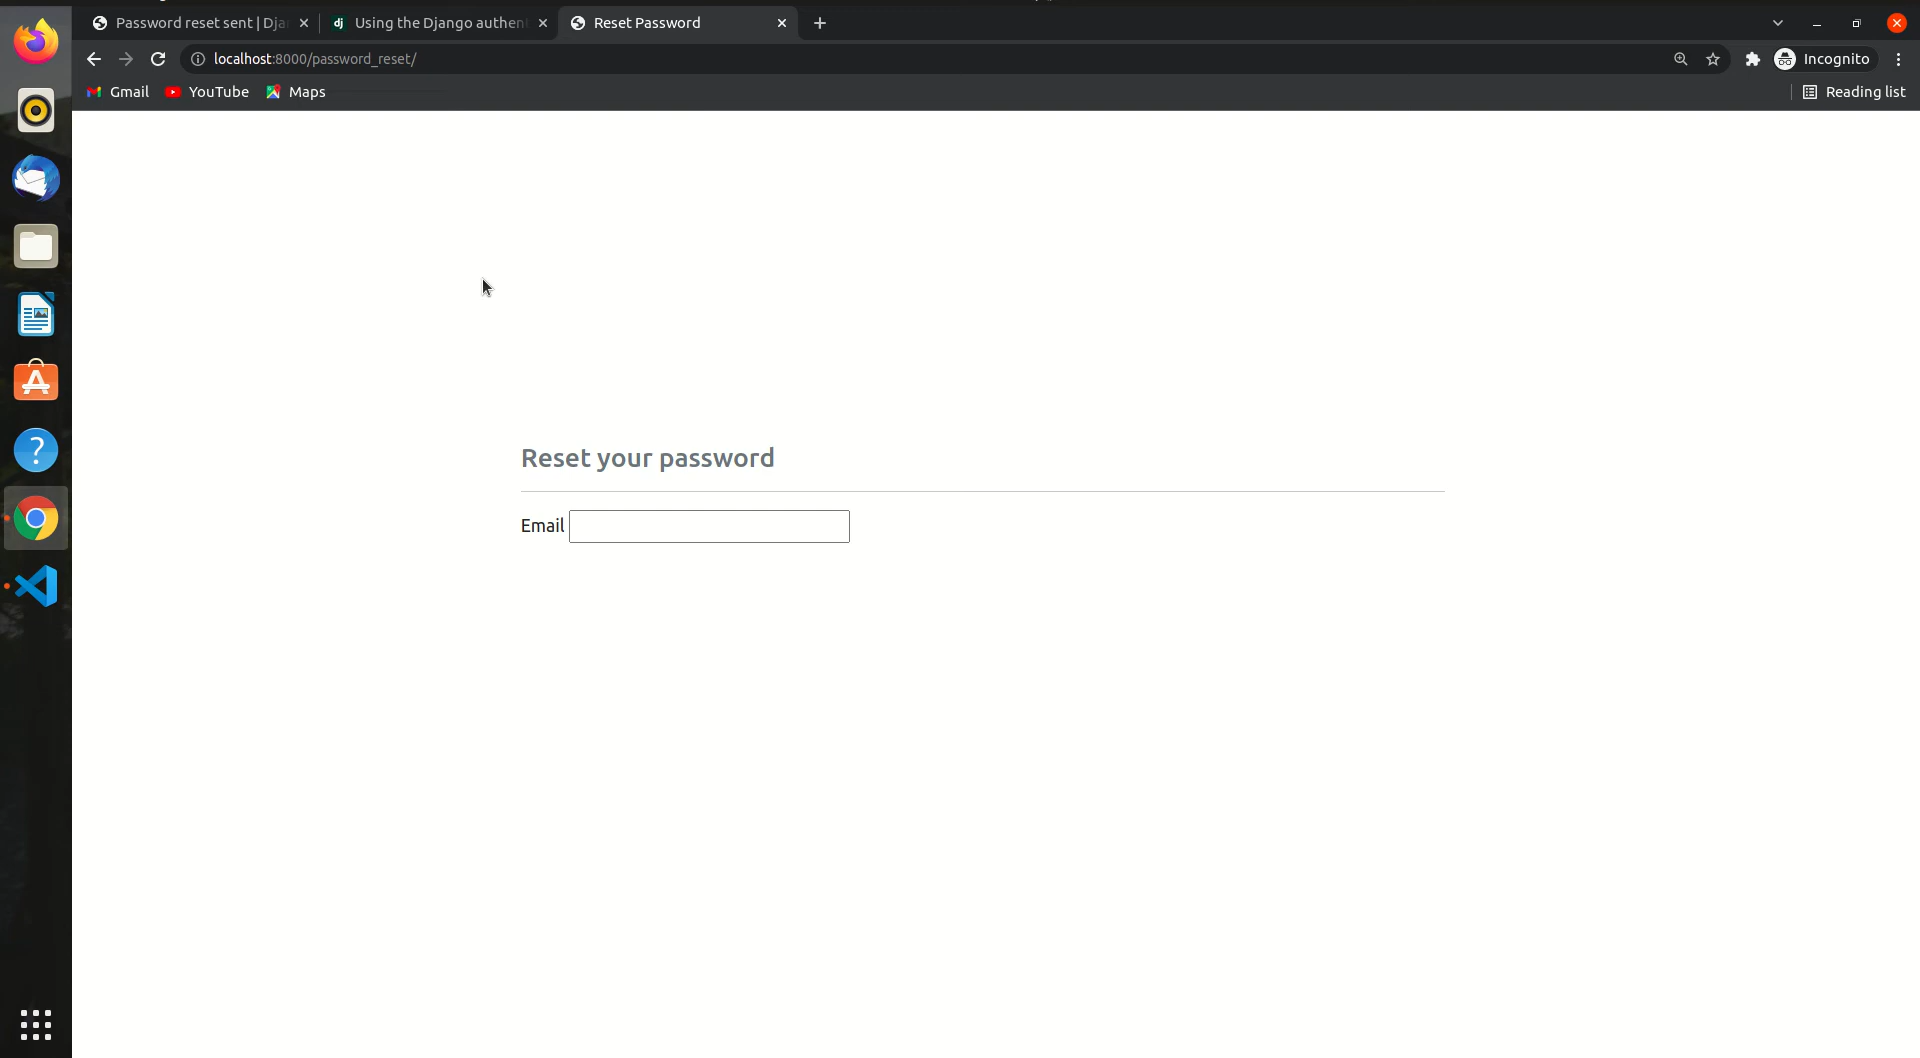 Password reset sent | Dja
Using the Django authen
Reset Password
localhost:8000/password_reset/
Incognito
Gmail
YouTube
Maps
Reading list
Reset your password
Email